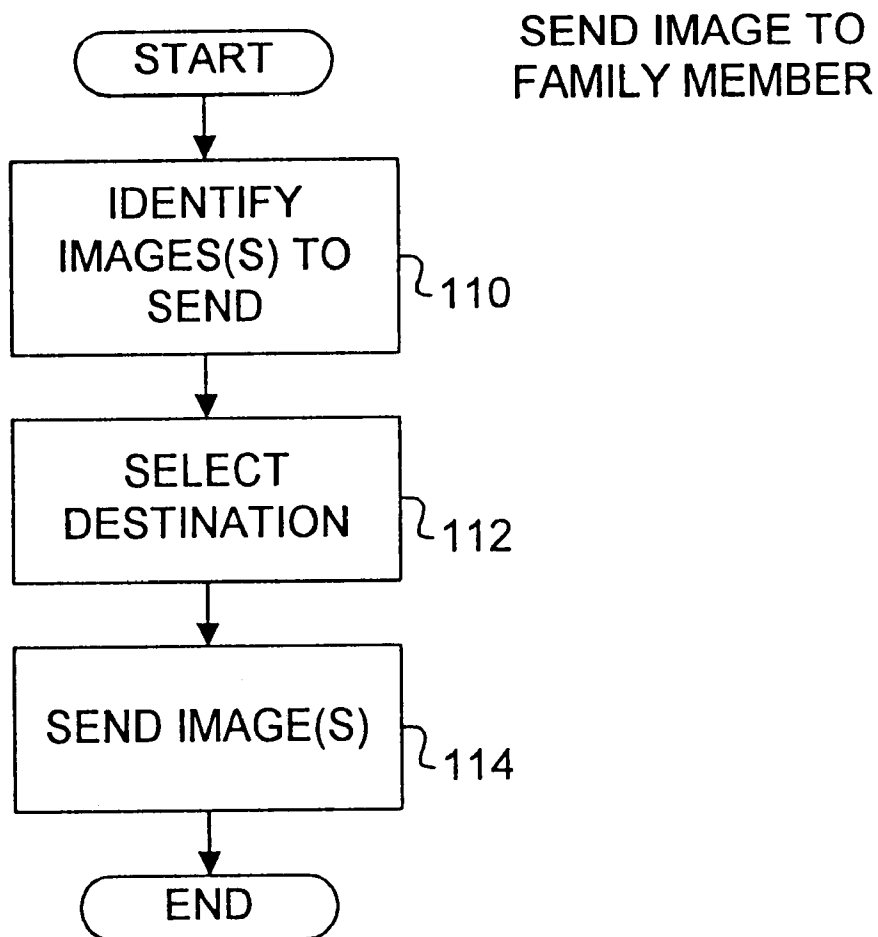 SEND IMAGE TO
FAMILY MEMBER
START
IDENTIFY
IMAGES(S) TO
SEND
110
SELECT
DESTINATION
112
SEND IMAGE(S)
114
END